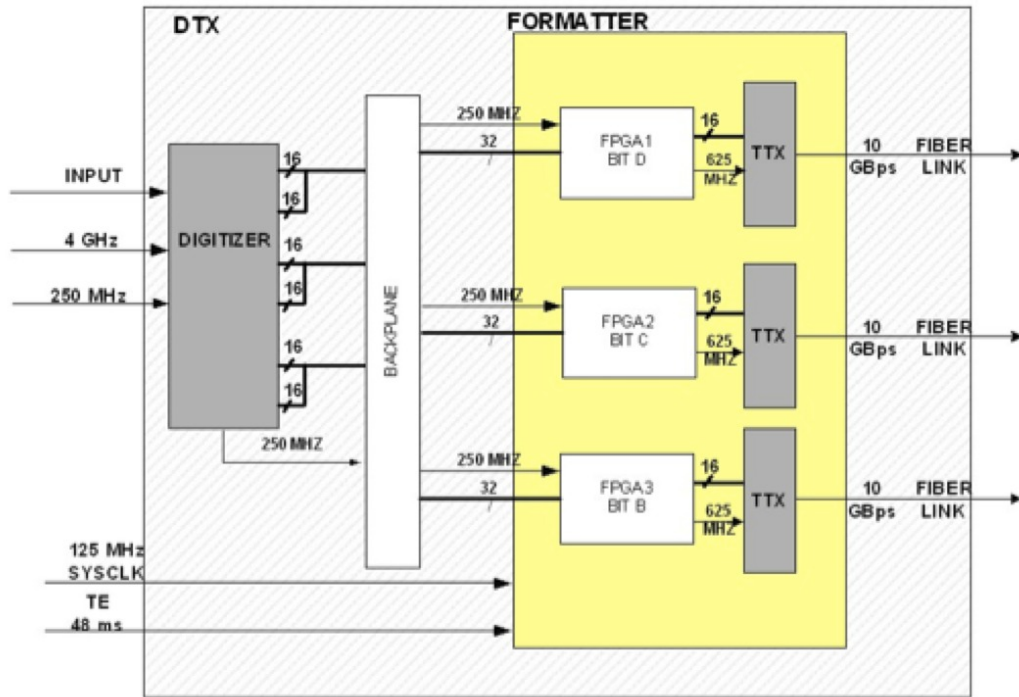 DTX
FORMATTER
INPUT
4 GHz
250 MHz
DIGITIZER
16
16
16
16
16
16
250 MHZ
BACKPLANE
250 MHZ
32
FPGA1
BIT D
16
625
MHZ
TTX
10
GBps
FIBER
LINK
250 MHZ
32
FPGA2
BIT C
16
625
MHZ
TTX
10
GBps
FIBER
LINK
250 MHZ
32
FPGA3
BIT B
16
625
MHZ
TTX
10
GBps
FIBER
LINK
125 MHz
SYSCLK
TE
48 ms